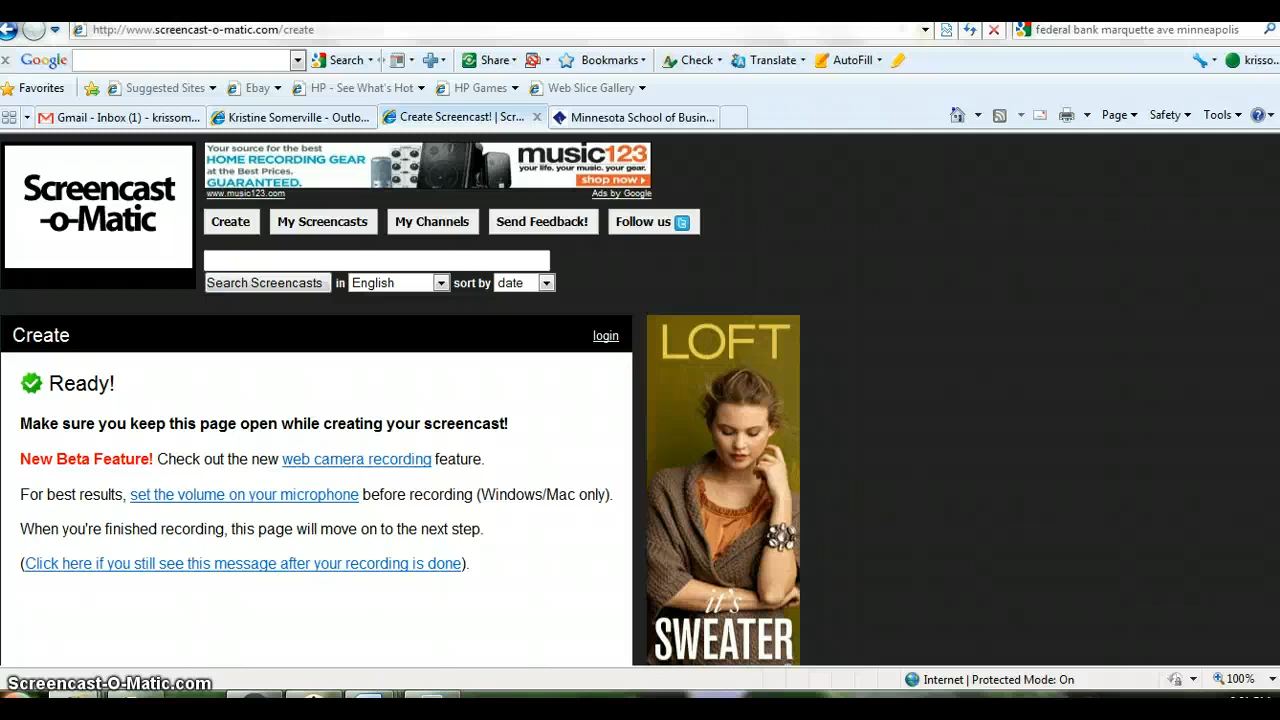 http://www.screencast-o-matic.com/create
federal bank marquette ave minneapolis
x Google Search Share Bookmarks Check Translate AutoFill krisso...
Favorites Suggested Sites Ebay HP - See What's Hot HP Games Web Slice Gallery
Gmail - Inbox (1) - krissom... Kristine Somerville - Outlo... Create Screencast! | Scr... x Minnesota School of Busin... Page Safety Tools
Screencast
-o-Matic
Your source for the best
HOME RECORDING GEAR
at the Best Prices.
GUARANTEED.
music123
your life. your music. your gear.
shop now
www.music123.com Ads by Google
Create My Screencasts My Channels Send Feedback! Follow us
Search Screencasts in English sort by date
Create login
Ready!
Make sure you keep this page open while creating your screencast!
New Beta Feature! Check out the new web camera recording feature.
For best results, set the volume on your microphone before recording (Windows/Mac only).
When you're finished recording, this page will move on to the next step.
(Click here if you still see this message after your recording is done).
LOFT
it's
SWEATER
Screencast-O-Matic.com
Internet | Protected Mode: On 100%